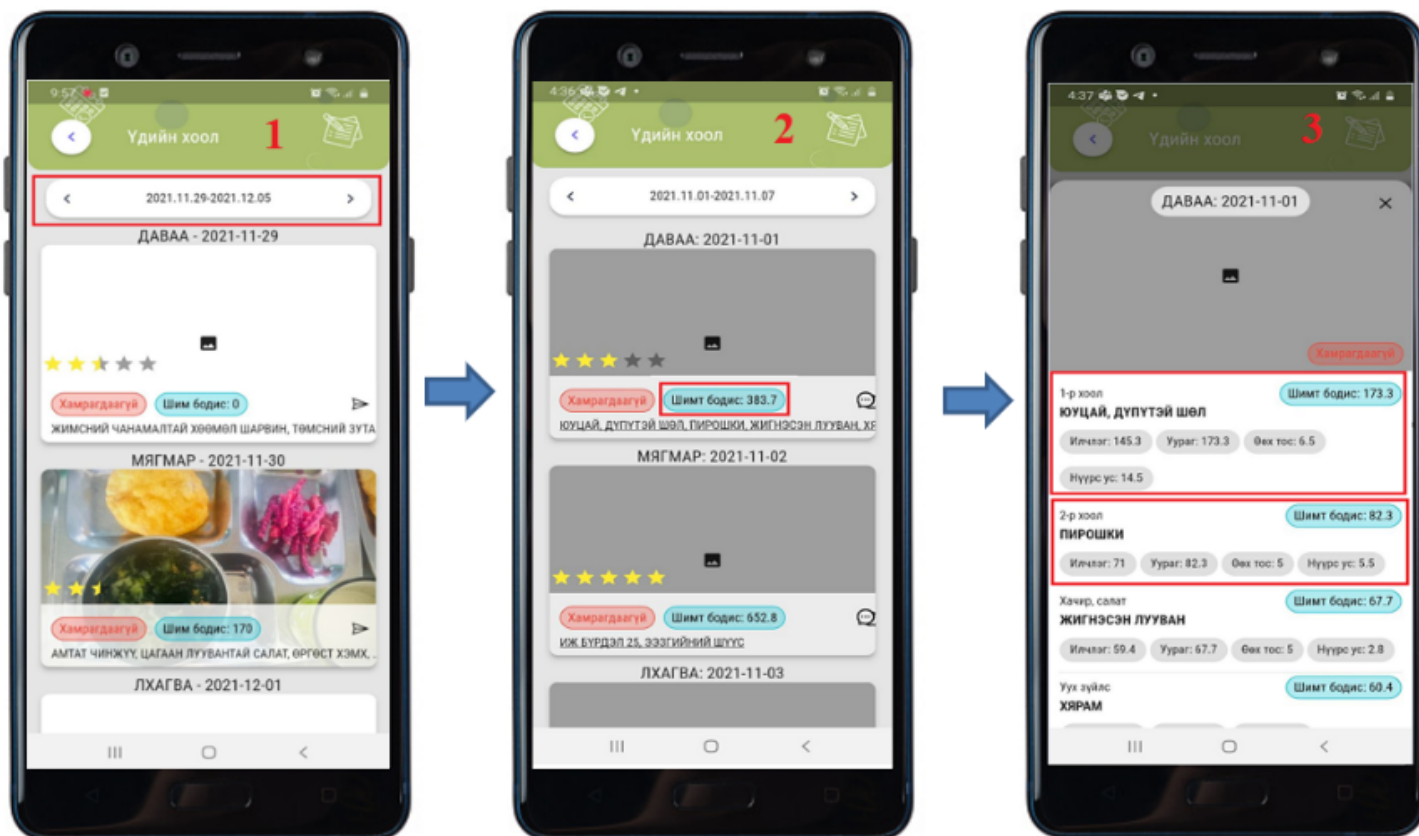 9:57
Үдийн хоол 1
2021.11.29-2021.12.05
ДАВАА - 2021-11-29
Хамрагдаагүй Шим бодис: 0
ЖИМСНИЙ ЧАНАМАЛТАЙ ХӨӨМӨЛ ШАРВИН, ТӨМСНИЙ ЗУТА
МЯГМАР - 2021-11-30
Хамрагдаагүй Шим бодис: 170
АМТАТ ЧИНЖҮҮ, ЦАГААН ЛУУВАНТАЙ САЛАТ, ӨРГӨСТ ХЭМХ, ..
ЛХАГВА - 2021-12-01
4:36
Үдийн хоол 2
2021.11.01-2021.11.07
ДАВАА: 2021-11-01
Хамрагдаагүй Шимт бодис: 383.7
ЮУЦАЙ, ДҮПҮТЭЙ ШӨЛ, ПИРОШКИ, ЖИГНЭСЭН ЛУУВАН, ХЯ
МЯГМАР: 2021-11-02
Хамрагдаагүй Шимт бодис: 652.8
ИЖ БҮРДЭЛ 25, ЭЭЗГИЙНИЙ ШҮҮС
ЛХАГВА: 2021-11-03
4:37
Үдийн хоол 3
ДАВАА: 2021-11-01
Хамрагдаагүй
1-р хоол Шимт бодис: 173.3
ЮУЦАЙ, ДҮПҮТЭЙ ШӨЛ
Илчлэг: 145.3 Уураг: 173.3 Өөх тос: 6.5
Нүүрс ус: 14.5
2-р хоол Шимт бодис: 82.3
ПИРОШКИ
Илчлэг: 71 Уураг: 82.3 Өөх тос: 5 Нүүрс ус: 5.5
Хачир, салат Шимт бодис: 67.7
ЖИГНЭСЭН ЛУУВАН
Илчлэг: 59.4 Уураг: 67.7 Өөх тос: 5 Нүүрс ус: 2.8
Уух зүйлс Шимт бодис: 60.4
ХЯРАМ